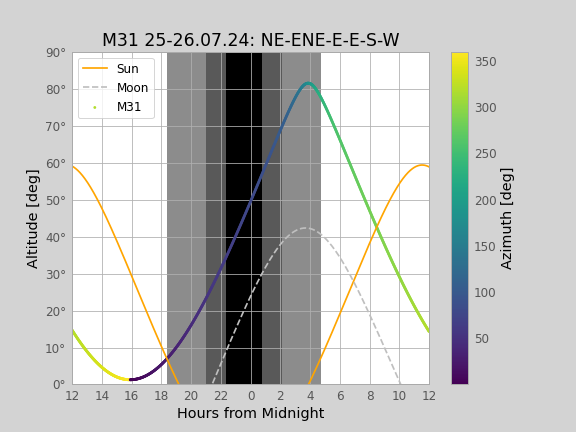 M31 25-26.07.24: NE-ENE-E-E-S-W
90°
80°
70°
60°
50°
40°
30°
20°
10°
0°
Altitude [deg]
Sun
Moon
M31
12 14 16 18 20 22 0 2 4 6 8 10 12
Hours from Midnight
350
300
250
200
150
100
50
Azimuth [deg]